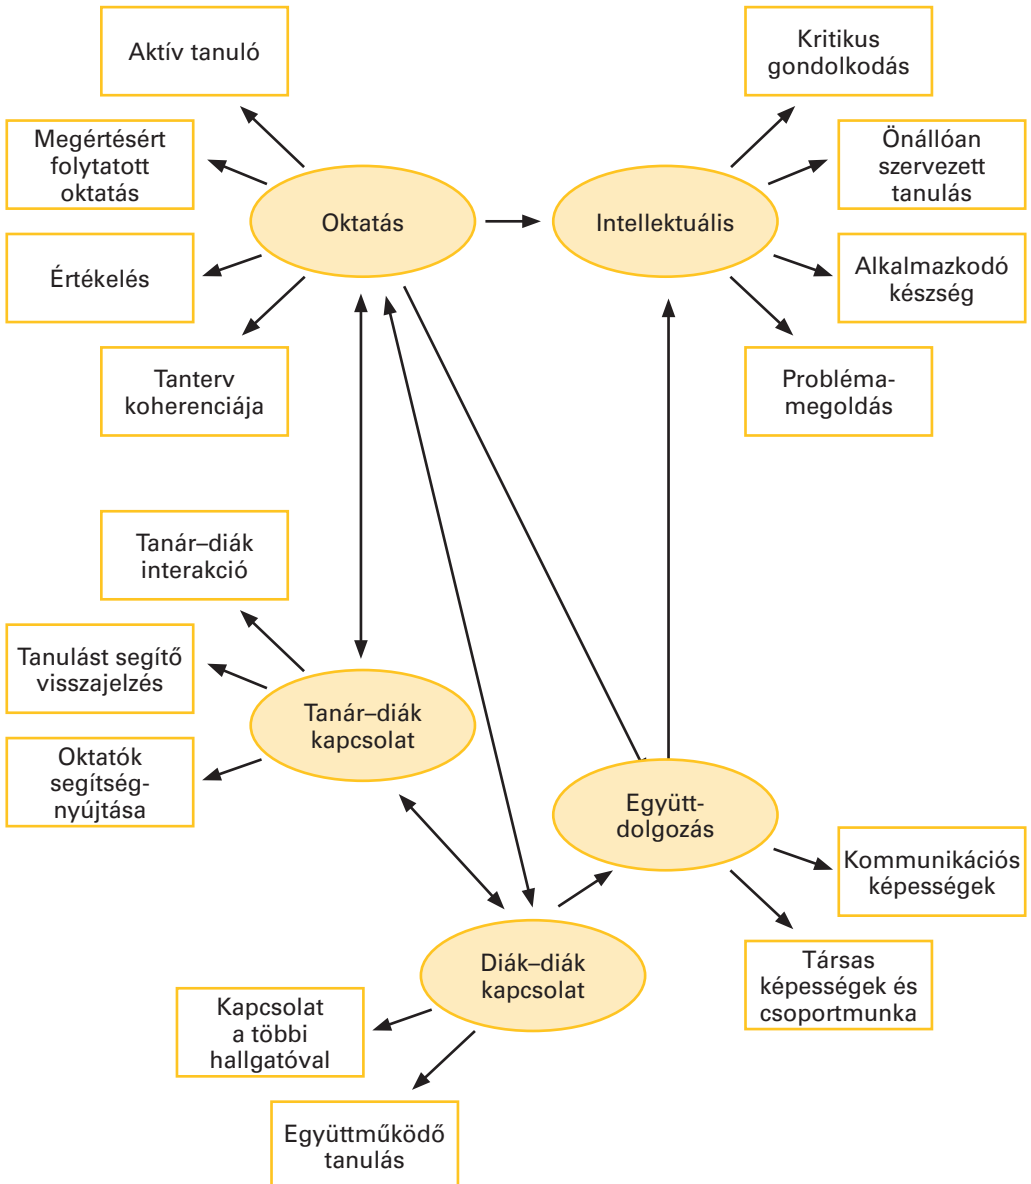 Aktív tanuló
Kritikus
gondolkodás
Megértésért
folytatott
oktatás
Önállóan
szervezett
tanulás
Oktatás
Intellektuális
Értékelés
Alkalmazkodó
készség
Tanterv
koherenciája
Probléma-
megoldás
Tanár–diák
interakció
Tanulást segítő
visszajelzés
Tanár–diák
kapcsolat
Oktatók
segítség-
nyújtása
Együtt-
dolgozás
Kommunikációs
képességek
Diák–diák
kapcsolat
Társas
képességek és
csoportmunka
Kapcsolat
a többi
hallgatóval
Együttműködő
tanulás